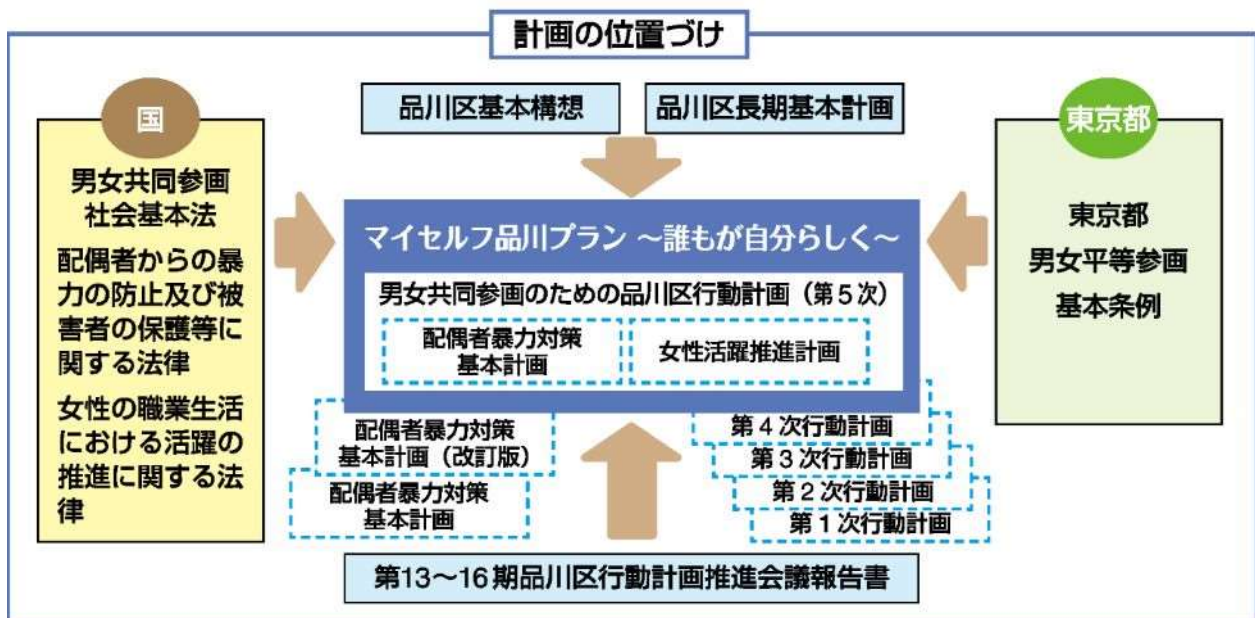 計画の位置づけ
品川区基本構想
品川区長期基本計画
国
男女共同参画
社会基本法
配偶者からの暴
力の防止及び被
害者の保護等に
関する法律
女性の職業生活
における活躍の
推進に関する法
律
東京都
東京都
男女平等参画
基本条例
マイセルフ品川プラン ～誰もが自分らしく～
男女共同参画のための品川区行動計画（第５次）
配偶者暴力対策
基本計画
女性活躍推進計画
配偶者暴力対策
基本計画（改訂版）
配偶者暴力対策
基本計画
第４次行動計画
第３次行動計画
第２次行動計画
第１次行動計画
第13～16期品川区行動計画推進会議報告書